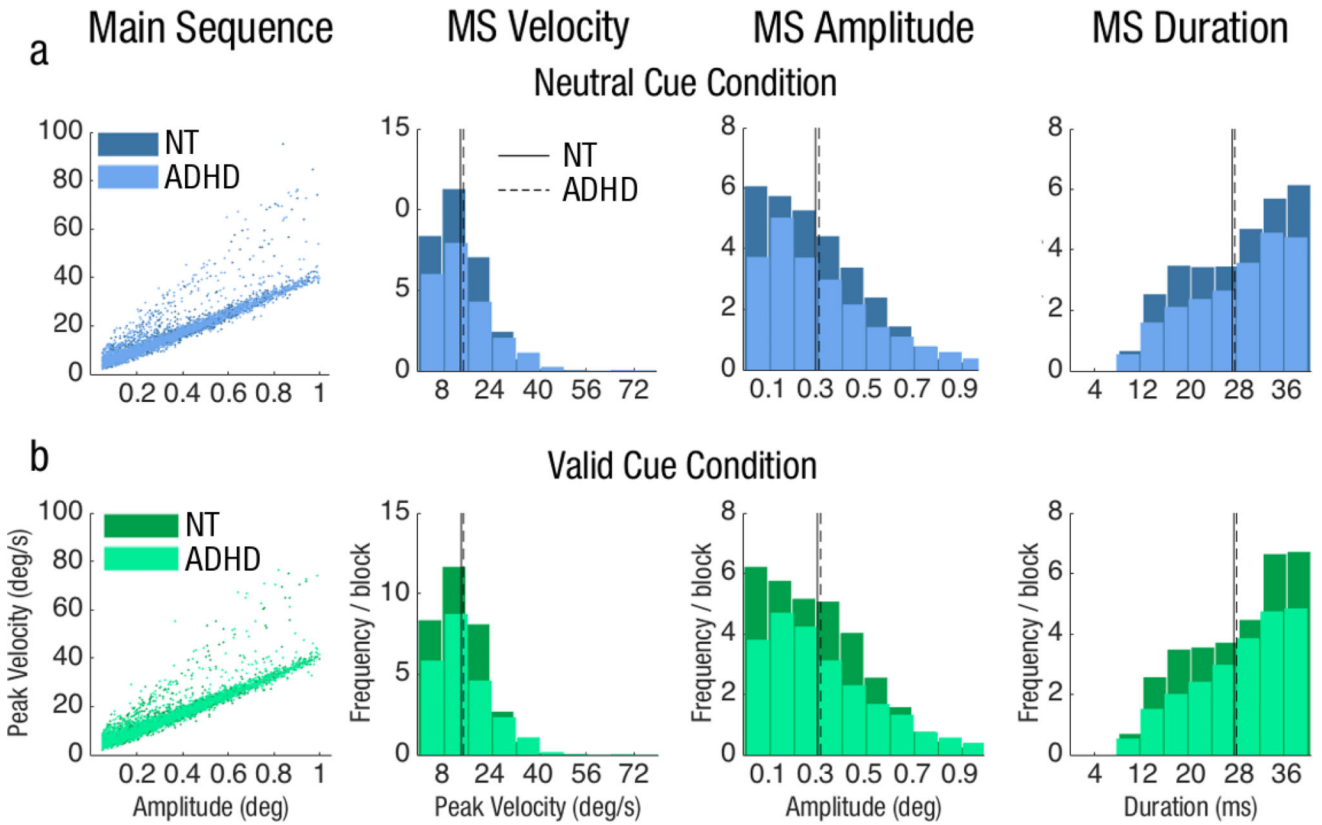 Main Sequence MS Velocity MS Amplitude MS Duration
a
Neutral Cue Condition
100
80
60
40
20
0
NT
ADHD
0.2 0.4 0.6 0.8 1
15
0
5
0
NT
ADHD
8 24 40 56 72
8
6
4
2
0
0.1 0.3 0.5 0.7 0.9
8
6
4
2
0
4 12 20 28 36
b
Valid Cue Condition
Peak Velocity (deg/s)
100
80
60
40
20
0
NT
ADHD
0.2 0.4 0.6 0.8 1
Amplitude (deg)
Frequency / block
15
10
5
0
8 24 40 56 72
Peak Velocity (deg/s)
Frequency / block
8
6
4
2
0
0.1 0.3 0.5 0.7 0.9
Amplitude (deg)
Frequency / block
8
6
4
2
0
4 12 20 28 36
Duration (ms)